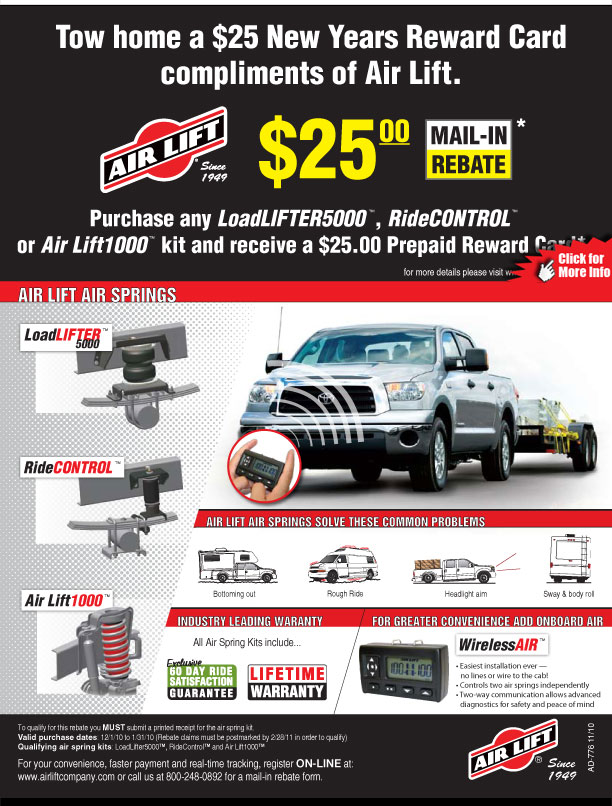 Tow home a $25 New Years Reward Card
compliments of Air Lift.
AIR LIFT
®
Since
1949
$25.00
MAIL-IN
REBATE
*
Purchase any LoadLIFTER5000™, RideCONTROL™
or Air Lift1000™ kit and receive a $25.00 Prepaid Reward Card*
for more details please visit
Click for
More Info
AIR LIFT AIR SPRINGS
LoadLIFTER™
5000
RideCONTROL™
Air Lift1000™
AIR LIFT AIR SPRINGS SOLVE THESE COMMON PROBLEMS
Bottoming out
Rough Ride
Headlight aim
Sway & body roll
INDUSTRY LEADING WARANTY
All Air Spring Kits include...
Exclusive
60 DAY RIDE
SATISFACTION
GUARANTEE
LIFETIME
WARRANTY
FOR GREATER CONVENIENCE ADD ONBOARD AIR
AIR LIFT
WirelessAIR™
• Easiest installation ever —
no lines or wire to the cab!
• Controls two air springs independently
• Two-way communication allows advanced
diagnostics for safety and peace of mind
To qualify for this rebate you MUST submit a printed receipt for the air spring kit.
Valid purchase dates: 12/1/10 to 1/31/10 (Rebate claims must be postmarked by 2/28/11 in order to qualify)
Qualifying air spring kits: LoadLifter5000™, RideControl™ and Air Lift1000™
For your convenience, faster payment and real-time tracking, register ON-LINE at:
www.airliftcompany.com or call us at 800-248-0892 for a mail-in rebate form.
AIR LIFT
®
Since
1949
AD-776 11/10